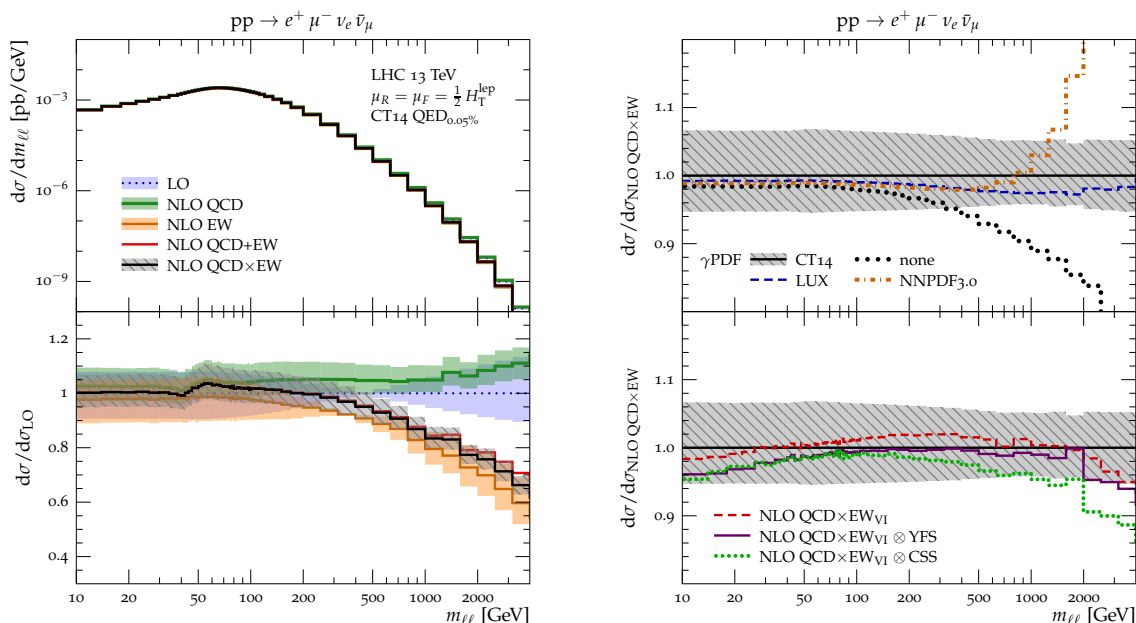 pp → e⁺ μ⁻ νₑ ν̄_μ
dσ/dm_ℓℓ [pb/GeV]
10⁻³
10⁻⁶
10⁻⁹
LHC 13 TeV
μ_R = μ_F = ½ H_T^lep
CT14 QED₀.₀₅%
LO
NLO QCD
NLO EW
NLO QCD+EW
NLO QCD×EW
dσ/dσ_LO
1.2
1
0.8
0.6
0.4
10 20 50 100 200 500 1000 2000
m_ℓℓ [GeV]
pp → e⁺ μ⁻ νₑ ν̄_μ
dσ/dσ_NLO QCD×EW
1.1
1.0
0.9
γPDF CT14 none
LUX NNPDF3.0
dσ/dσ_NLO QCD×EW
1.1
1.0
0.9
NLO QCD×EW_VI
NLO QCD×EW_VI ⊗ YFS
NLO QCD×EW_VI ⊗ CSS
10 20 50 100 200 500 1000 2000
m_ℓℓ [GeV]